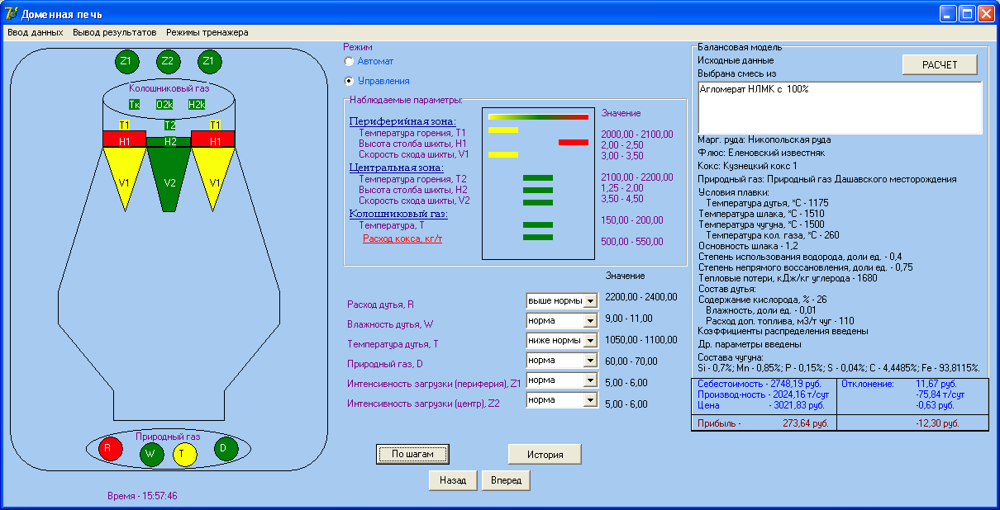 Доменная печь
Ввод данных Вывод результатов Режимы тренажера
Z1 Z2 Z1
Колошниковый газ
Tк O2k H2k
T1 T2 T1
H1 H2 H1
V1 V2 V1
Природный газ
R W T D
Время - 15:57:46
Режим
Автомат
Управления
Наблюдаемые параметры:
Значение
Периферийная зона:
Температура горения, T1 2000,00 - 2100,00
Высота столба шихты, H1 2,00 - 2,50
Скорость схода шихты, V1 3,00 - 3,50
Центральная зона:
Температура горения, T2 2100,00 - 2200,00
Высота столба шихты, H2 1,25 - 2,00
Скорость схода шихты, V2 3,50 - 4,50
Колошниковый газ:
Температура, T 150,00 - 200,00
Расход кокса, кг/т 500,00 - 550,00
Значение
Расход дутья, R выше нормы 2200,00 - 2400,00
Влажность дутья, W норма 9,00 - 11,00
Температура дутья, T ниже нормы 1050,00 - 1100,00
Природный газ, D норма 60,00 - 70,00
Интенсивность загрузки (периферия), Z1 норма 5,00 - 6,00
Интенсивность загрузки (центр), Z2 норма 5,00 - 6,00
По шагам История
Назад Вперед
Балансовая модель
Исходные данные
РАСЧЕТ
Выбрана смесь из
Агломерат НЛМК с 100%
Марг. руда: Никопольская руда
Флюс: Еленовский известняк
Кокс: Кузнецкий кокс 1
Природный газ: Природный газ Дашавского месторождения
Условия плавки:
Температура дутья, *С - 1175
Температура шлака, *С - 1510
Температура чугуна, *С - 1500
Температура кол. газа, *С - 260
Основность шлака - 1,2
Степень использования водорода, доли ед. - 0,4
Степень непрямого воссановления, доли ед. - 0,75
Тепловые потери, кДж/кг углерода - 1680
Состав дутья:
Содержание кислорода, % - 26
Влажность, доли ед. - 0,01
Расход доп. топлива, м3/т чуг - 110
Коэффициенты распределения введены
Др. параметры введены
Состава чугуна:
Si - 0,7%; Mn - 0,85%; P - 0,15%; S - 0,04%; C - 4,4485%; Fe - 93,8115%.
Себестоимость - 2748,19 руб. Отклонение: 11,67 руб.
Производ-ность - 2024,16 т/сут -75,84 т/сут
Цена - 3021,83 руб. -0,63 руб.
Прибыль - 273,64 руб. -12,30 руб.